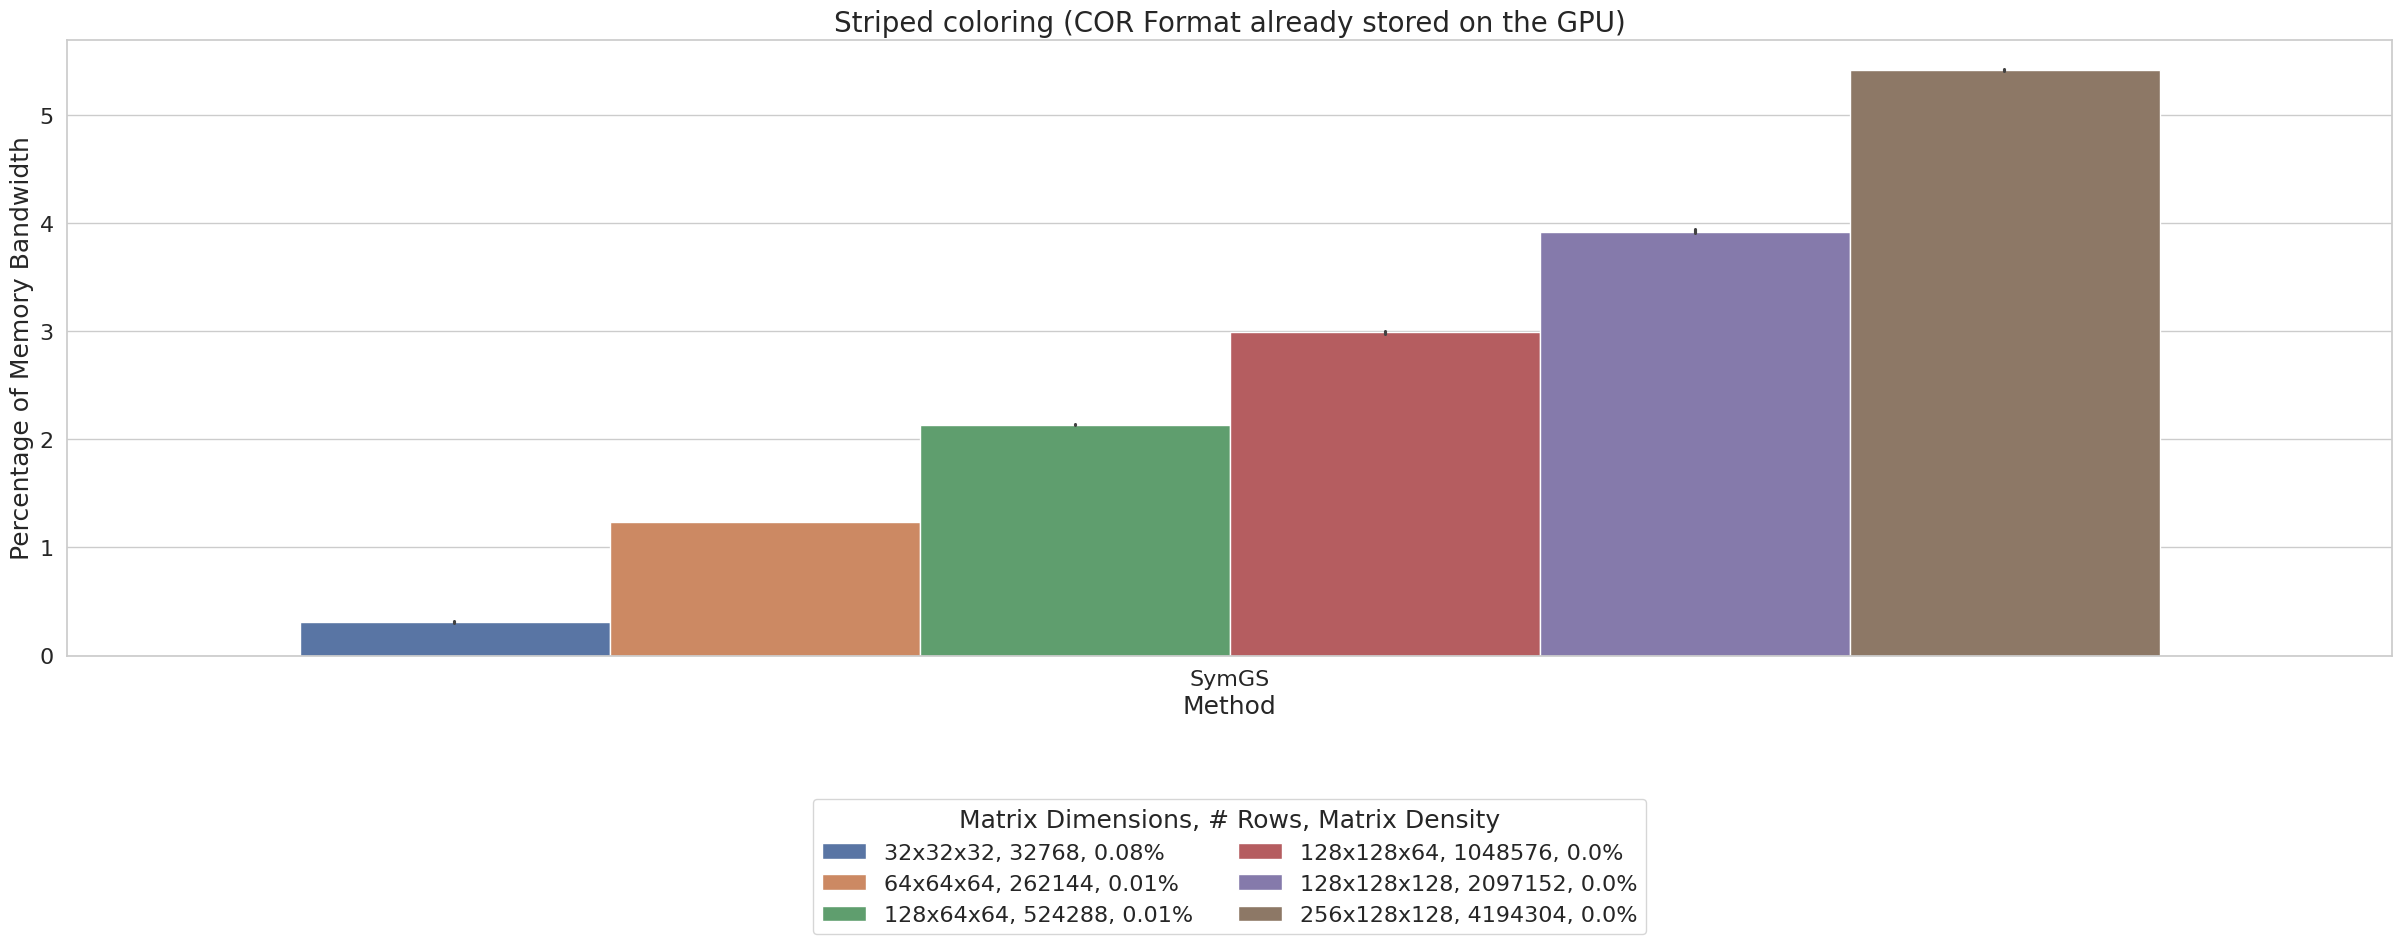 Striped coloring (COR Format already stored on the GPU)
Percentage of Memory Bandwidth
5
4
3
2
1
0
SymGS
Method
Matrix Dimensions, # Rows, Matrix Density
32x32x32, 32768, 0.08%
64x64x64, 262144, 0.01%
128x64x64, 524288, 0.01%
128x128x64, 1048576, 0.0%
128x128x128, 2097152, 0.0%
256x128x128, 4194304, 0.0%